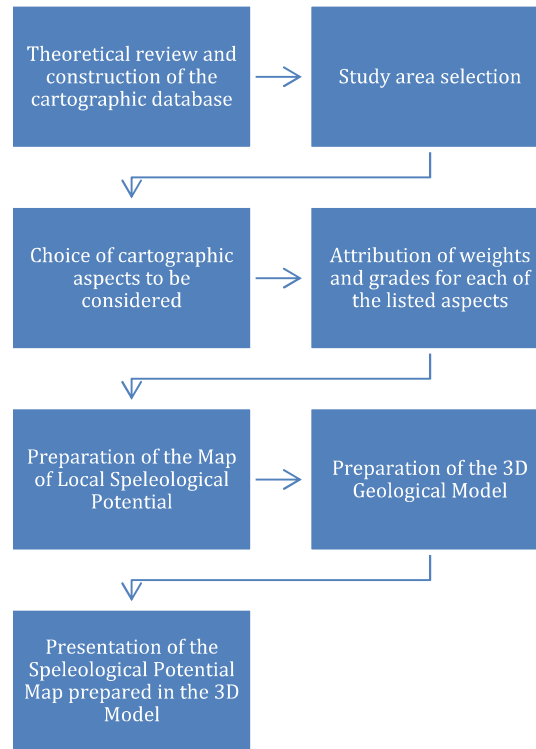 Theoretical review and
construction of the
cartographic database
Study area selection
Choice of cartographic
aspects to be
considered
Attribution of weights
and grades for each of
the listed aspects
Preparation of the Map
of Local Speleological
Potential
Preparation of the 3D
Geological Model
Presentation of the
Speleological Potential
Map prepared in the 3D
Model